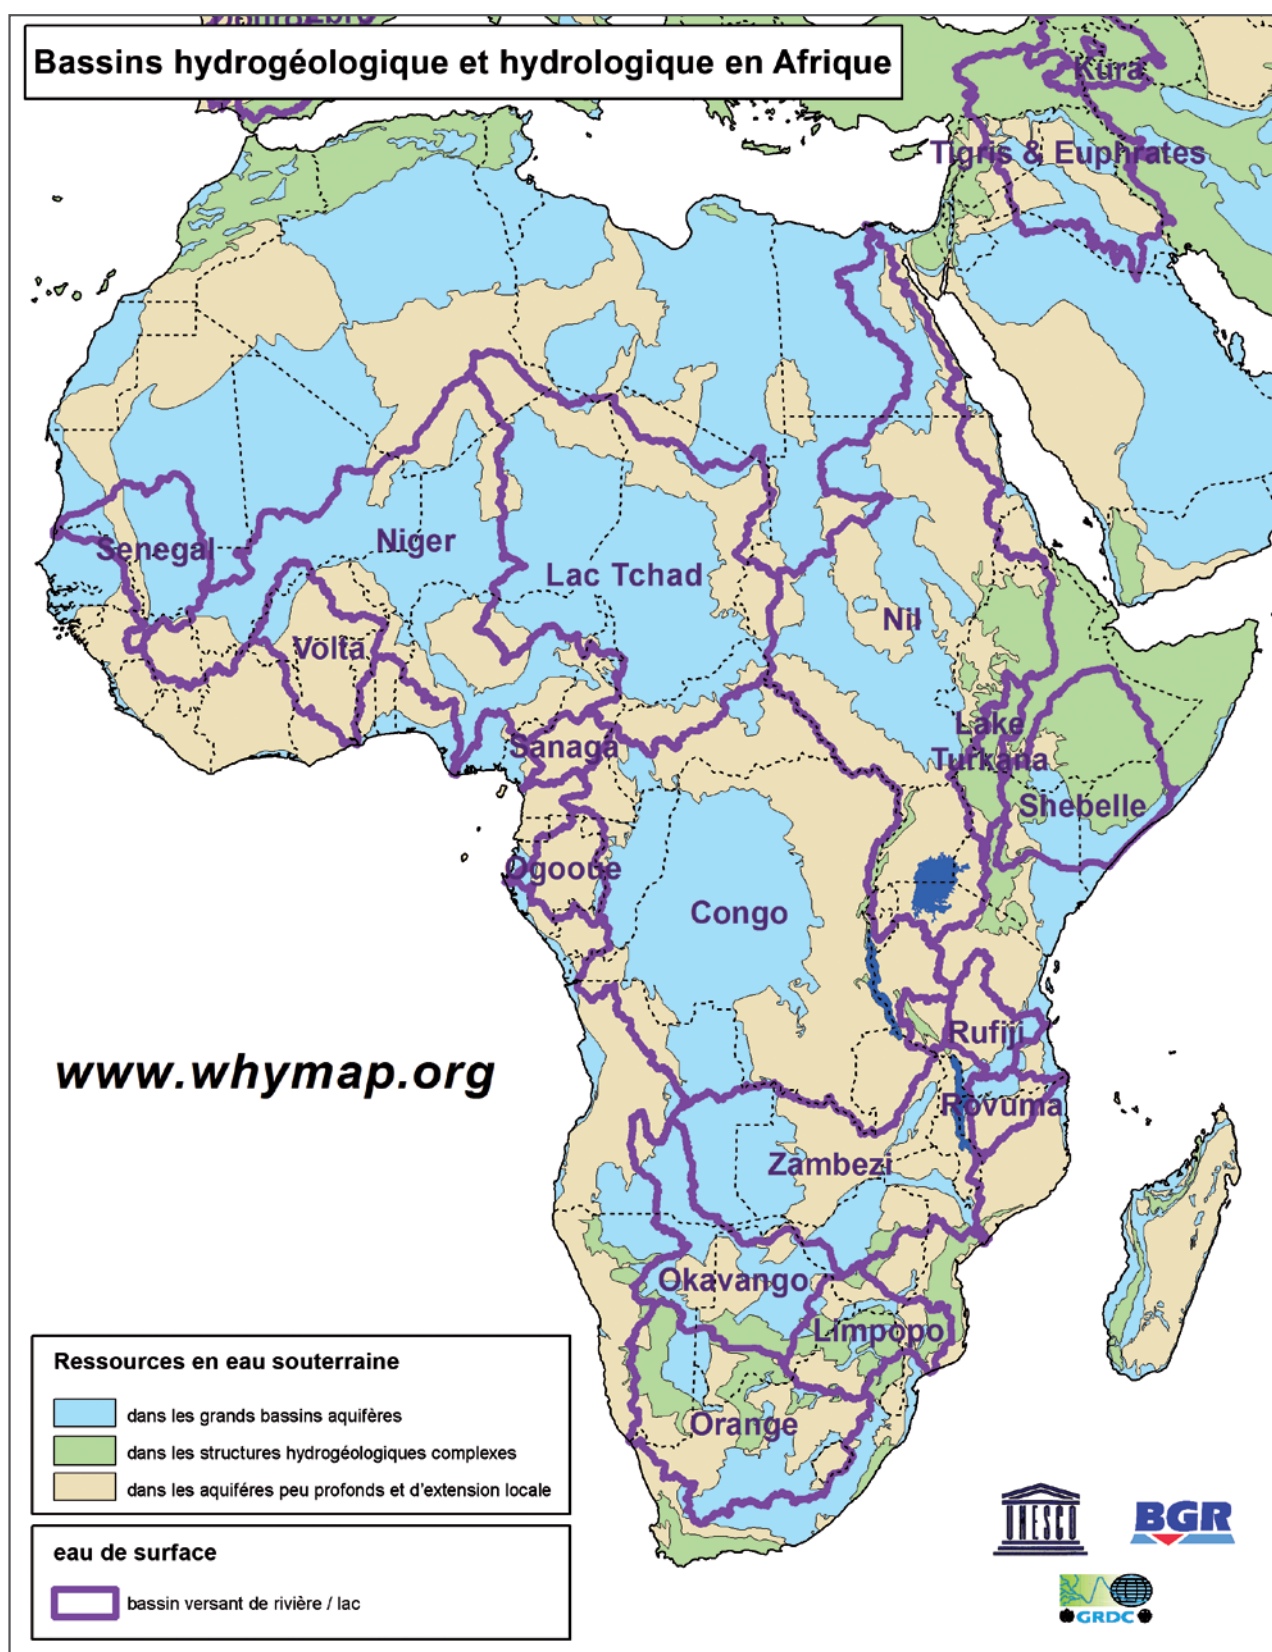 Bassins hydrogéologique et hydrologique en Afrique
Kura
Tigris & Euphrates
Senegal
Niger
Lac Tchad
Nil
Volta
Sanaga
Lake
Turkana
Shebelle
Ogooue
Congo
Rufiji
www.whymap.org
Rovuma
Zambezi
Okavango
Limpopo
Orange
Ressources en eau souterraine
dans les grands bassins aquifères
dans les structures hydrogéologiques complexes
dans les aquiféres peu profonds et d'extension locale
eau de surface
bassin versant de rivière / lac
UNESCO
BGR
GRDC